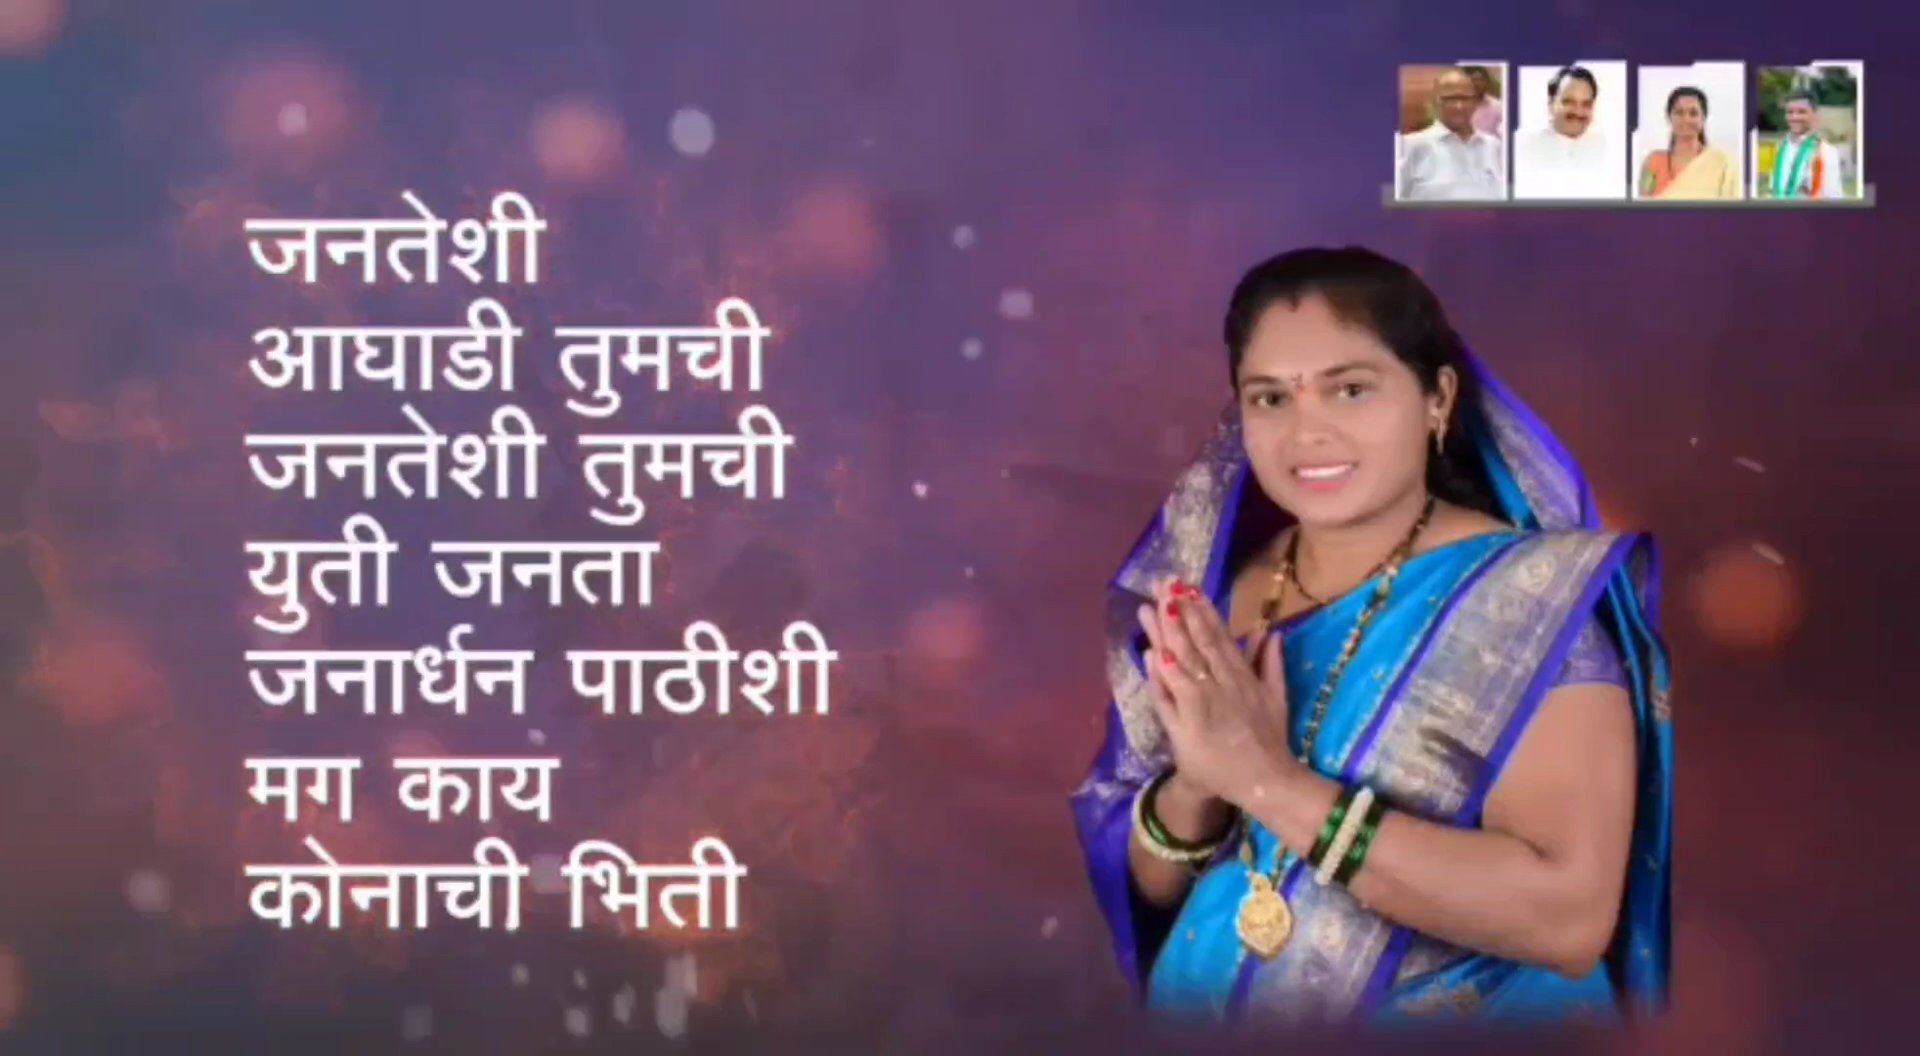 जनतेशी
आघाडी तुमची
जनतेशी तुमची
युती जनता
जनार्धन पाठीशी
मग काय
कोनाची भिती